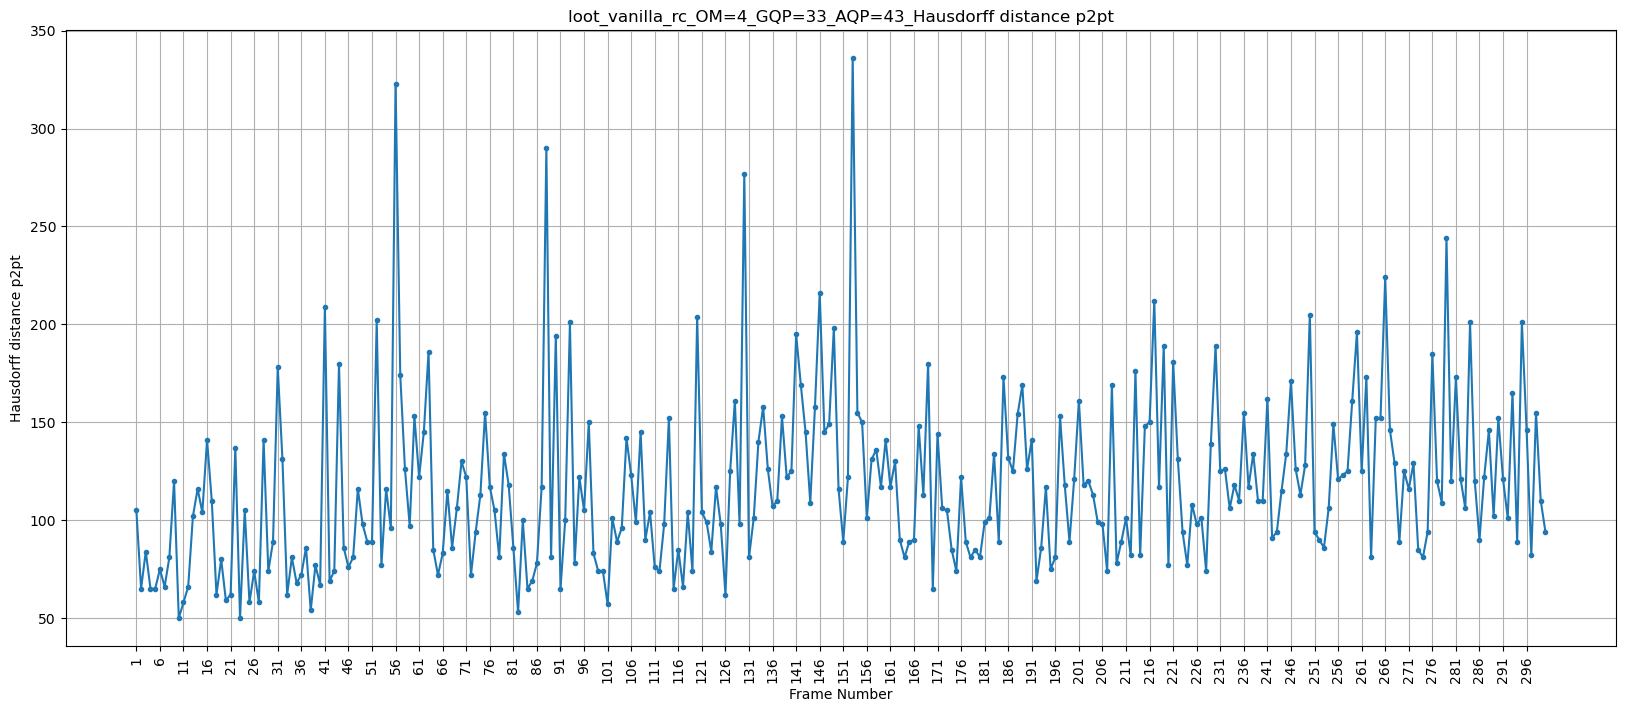 loot_vanilla_rc_OM=4_GQP=33_AQP=43_Hausdorff distance p2pt
Hausdorff distance p2pt
350
300
250
200
150
100
50
1 6 11 16 21 26 31 36 41 46 51 56 61 66 71 76 81 86 91 96 101 106 111 116 121 126 131 136 141 146 151 156 161 166 171 176 181 186 191 196 201 206 211 216 221 226 231 236 241 246 251 256 261 266 271 276 281 286 291 296
Frame Number